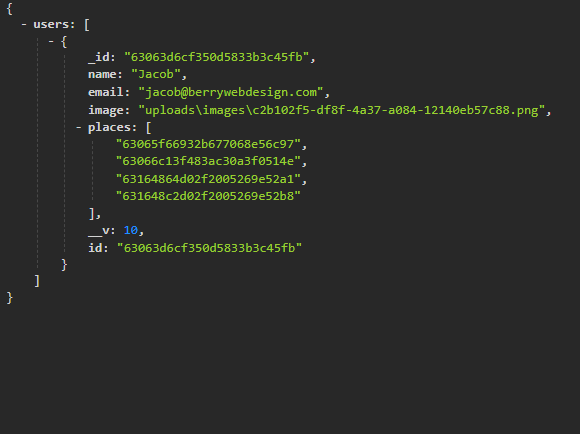 {
- users: [
- {
_id: "63063d6cf350d5833b3c45fb",
name: "Jacob",
email: "jacob@berrywebdesign.com",
image: "uploads\images\c2b102f5-df8f-4a37-a084-12140eb57c88.png",
- places: [
"63065f66932b677068e56c97",
"63066c13f483ac30a3f0514e",
"63164864d02f2005269e52a1",
"631648c2d02f2005269e52b8"
],
__v: 10,
id: "63063d6cf350d5833b3c45fb"
}
]
}